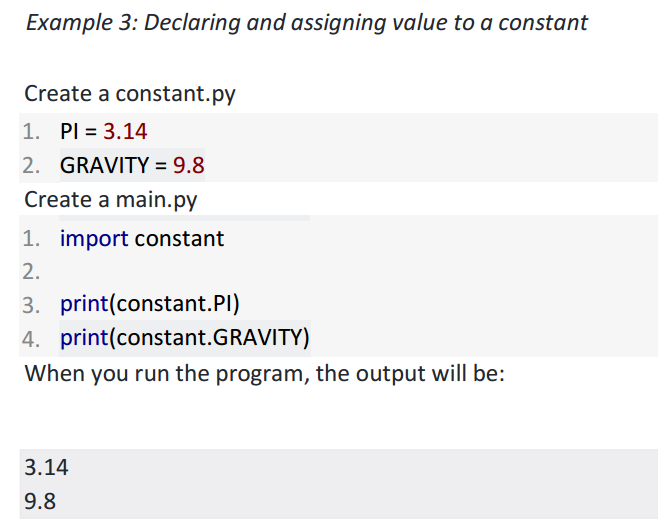 Example 3: Declaring and assigning value to a constant
Create a constant.py
1. PI = 3.14
2. GRAVITY = 9.8
Create a main.py
1. import constant
2.
3. print(constant.PI)
4. print(constant.GRAVITY)
When you run the program, the output will be:
3.14
9.8